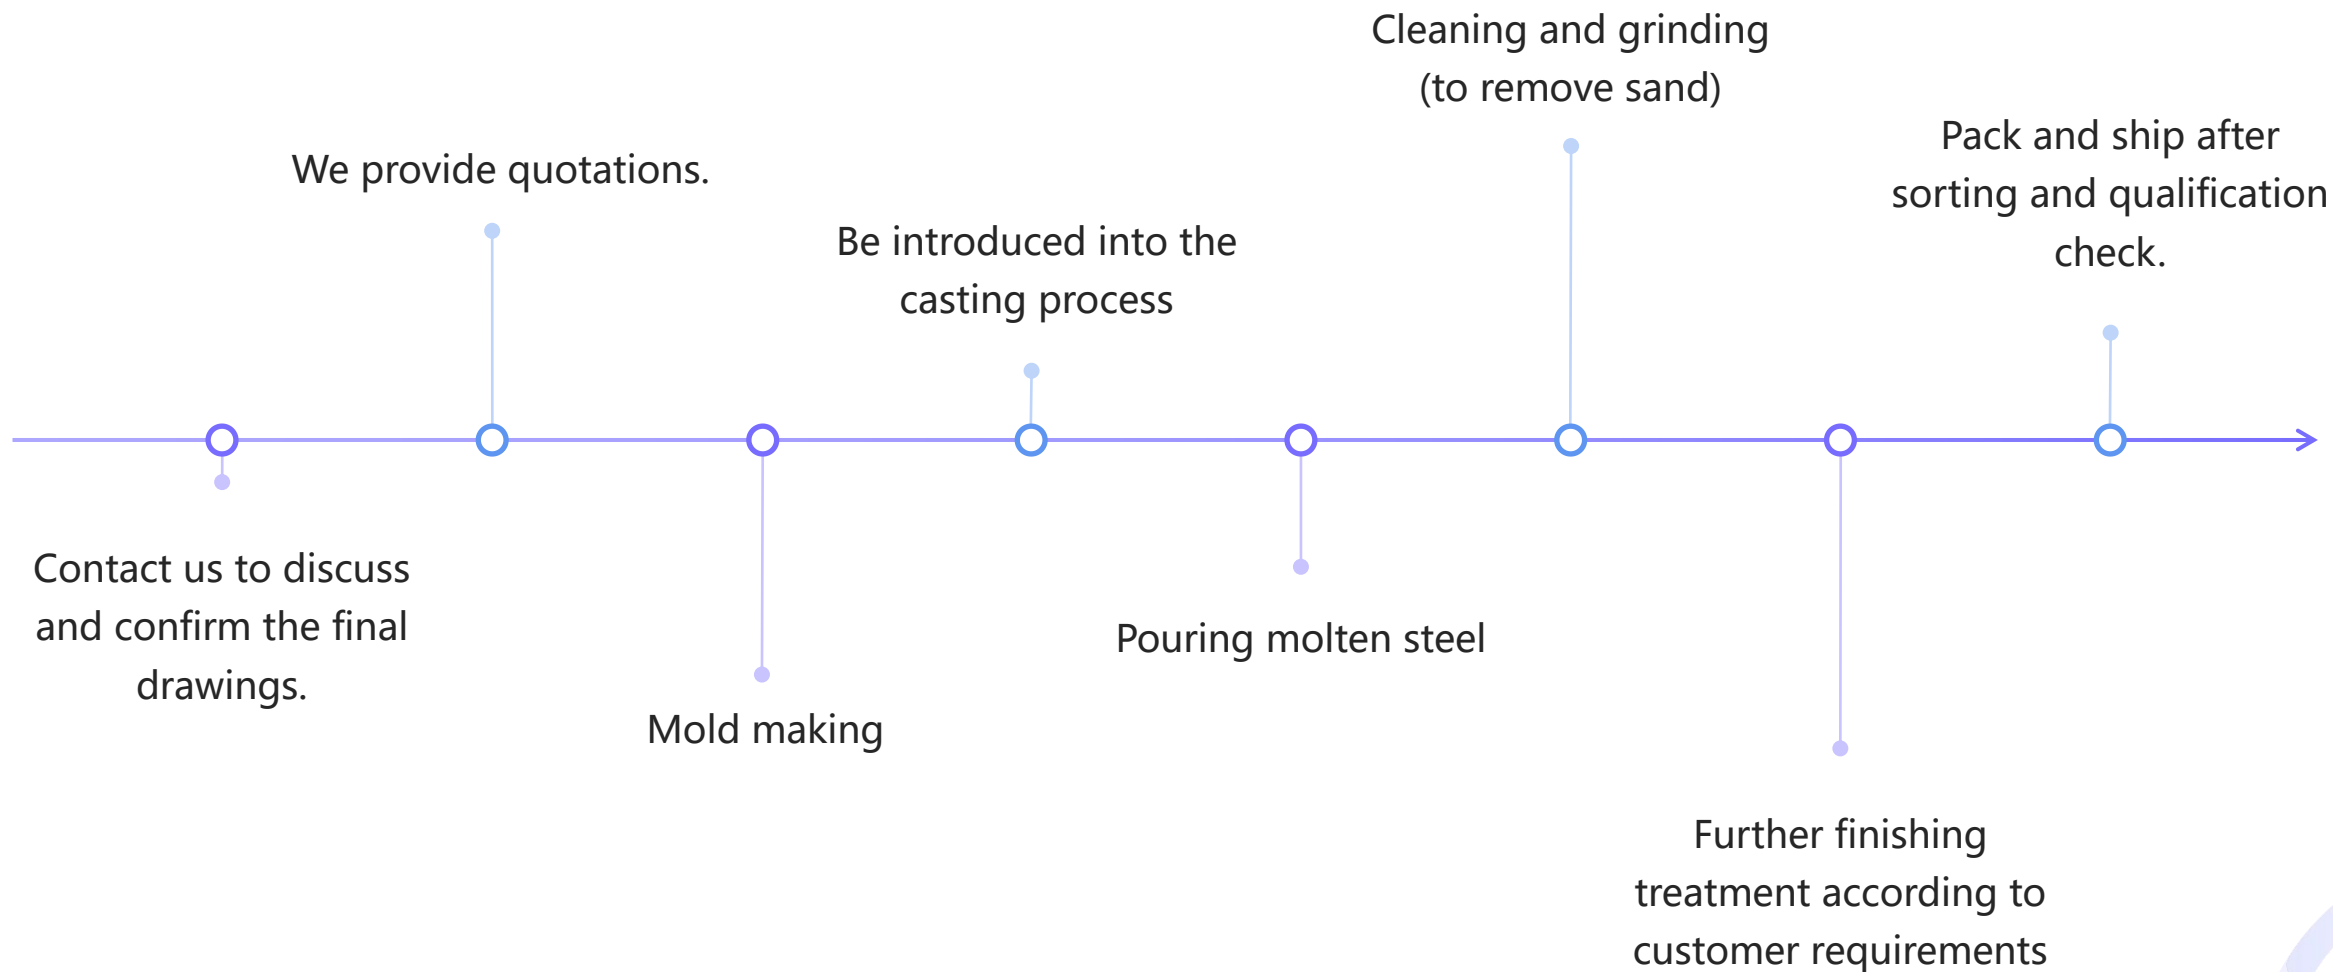 Contact us to discuss
and confirm the final
drawings.
We provide quotations.
Mold making
Be introduced into the
casting process
Pouring molten steel
Cleaning and grinding
(to remove sand)
Further finishing
treatment according to
customer requirements
Pack and ship after
sorting and qualification
check.